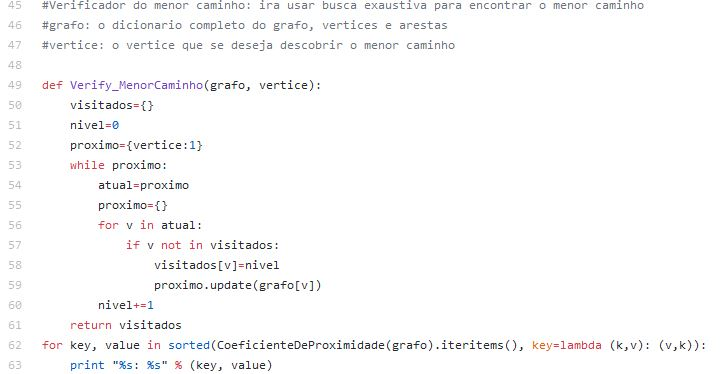 45 #Verificador do menor caminho: ira usar busca exaustiva para encontrar o menor caminho
46 #grafo: o dicionario completo do grafo, vertices e arestas
47 #vertice: o vertice que se deseja descobrir o menor caminho
48
49 def Verify_MenorCaminho(grafo, vertice):
50     visitados={}
51     nivel=0
52     proximo={vertice:1}
53     while proximo:
54         atual=proximo
55         proximo={}
56         for v in atual:
57             if v not in visitados:
58                 visitados[v]=nivel
59                 proximo.update(grafo[v])
60         nivel+=1
61     return visitados
62 for key, value in sorted(CoeficienteDeProximidade(grafo).iteritems(), key=lambda (k,v): (v,k)):
63     print "%s: %s" % (key, value)